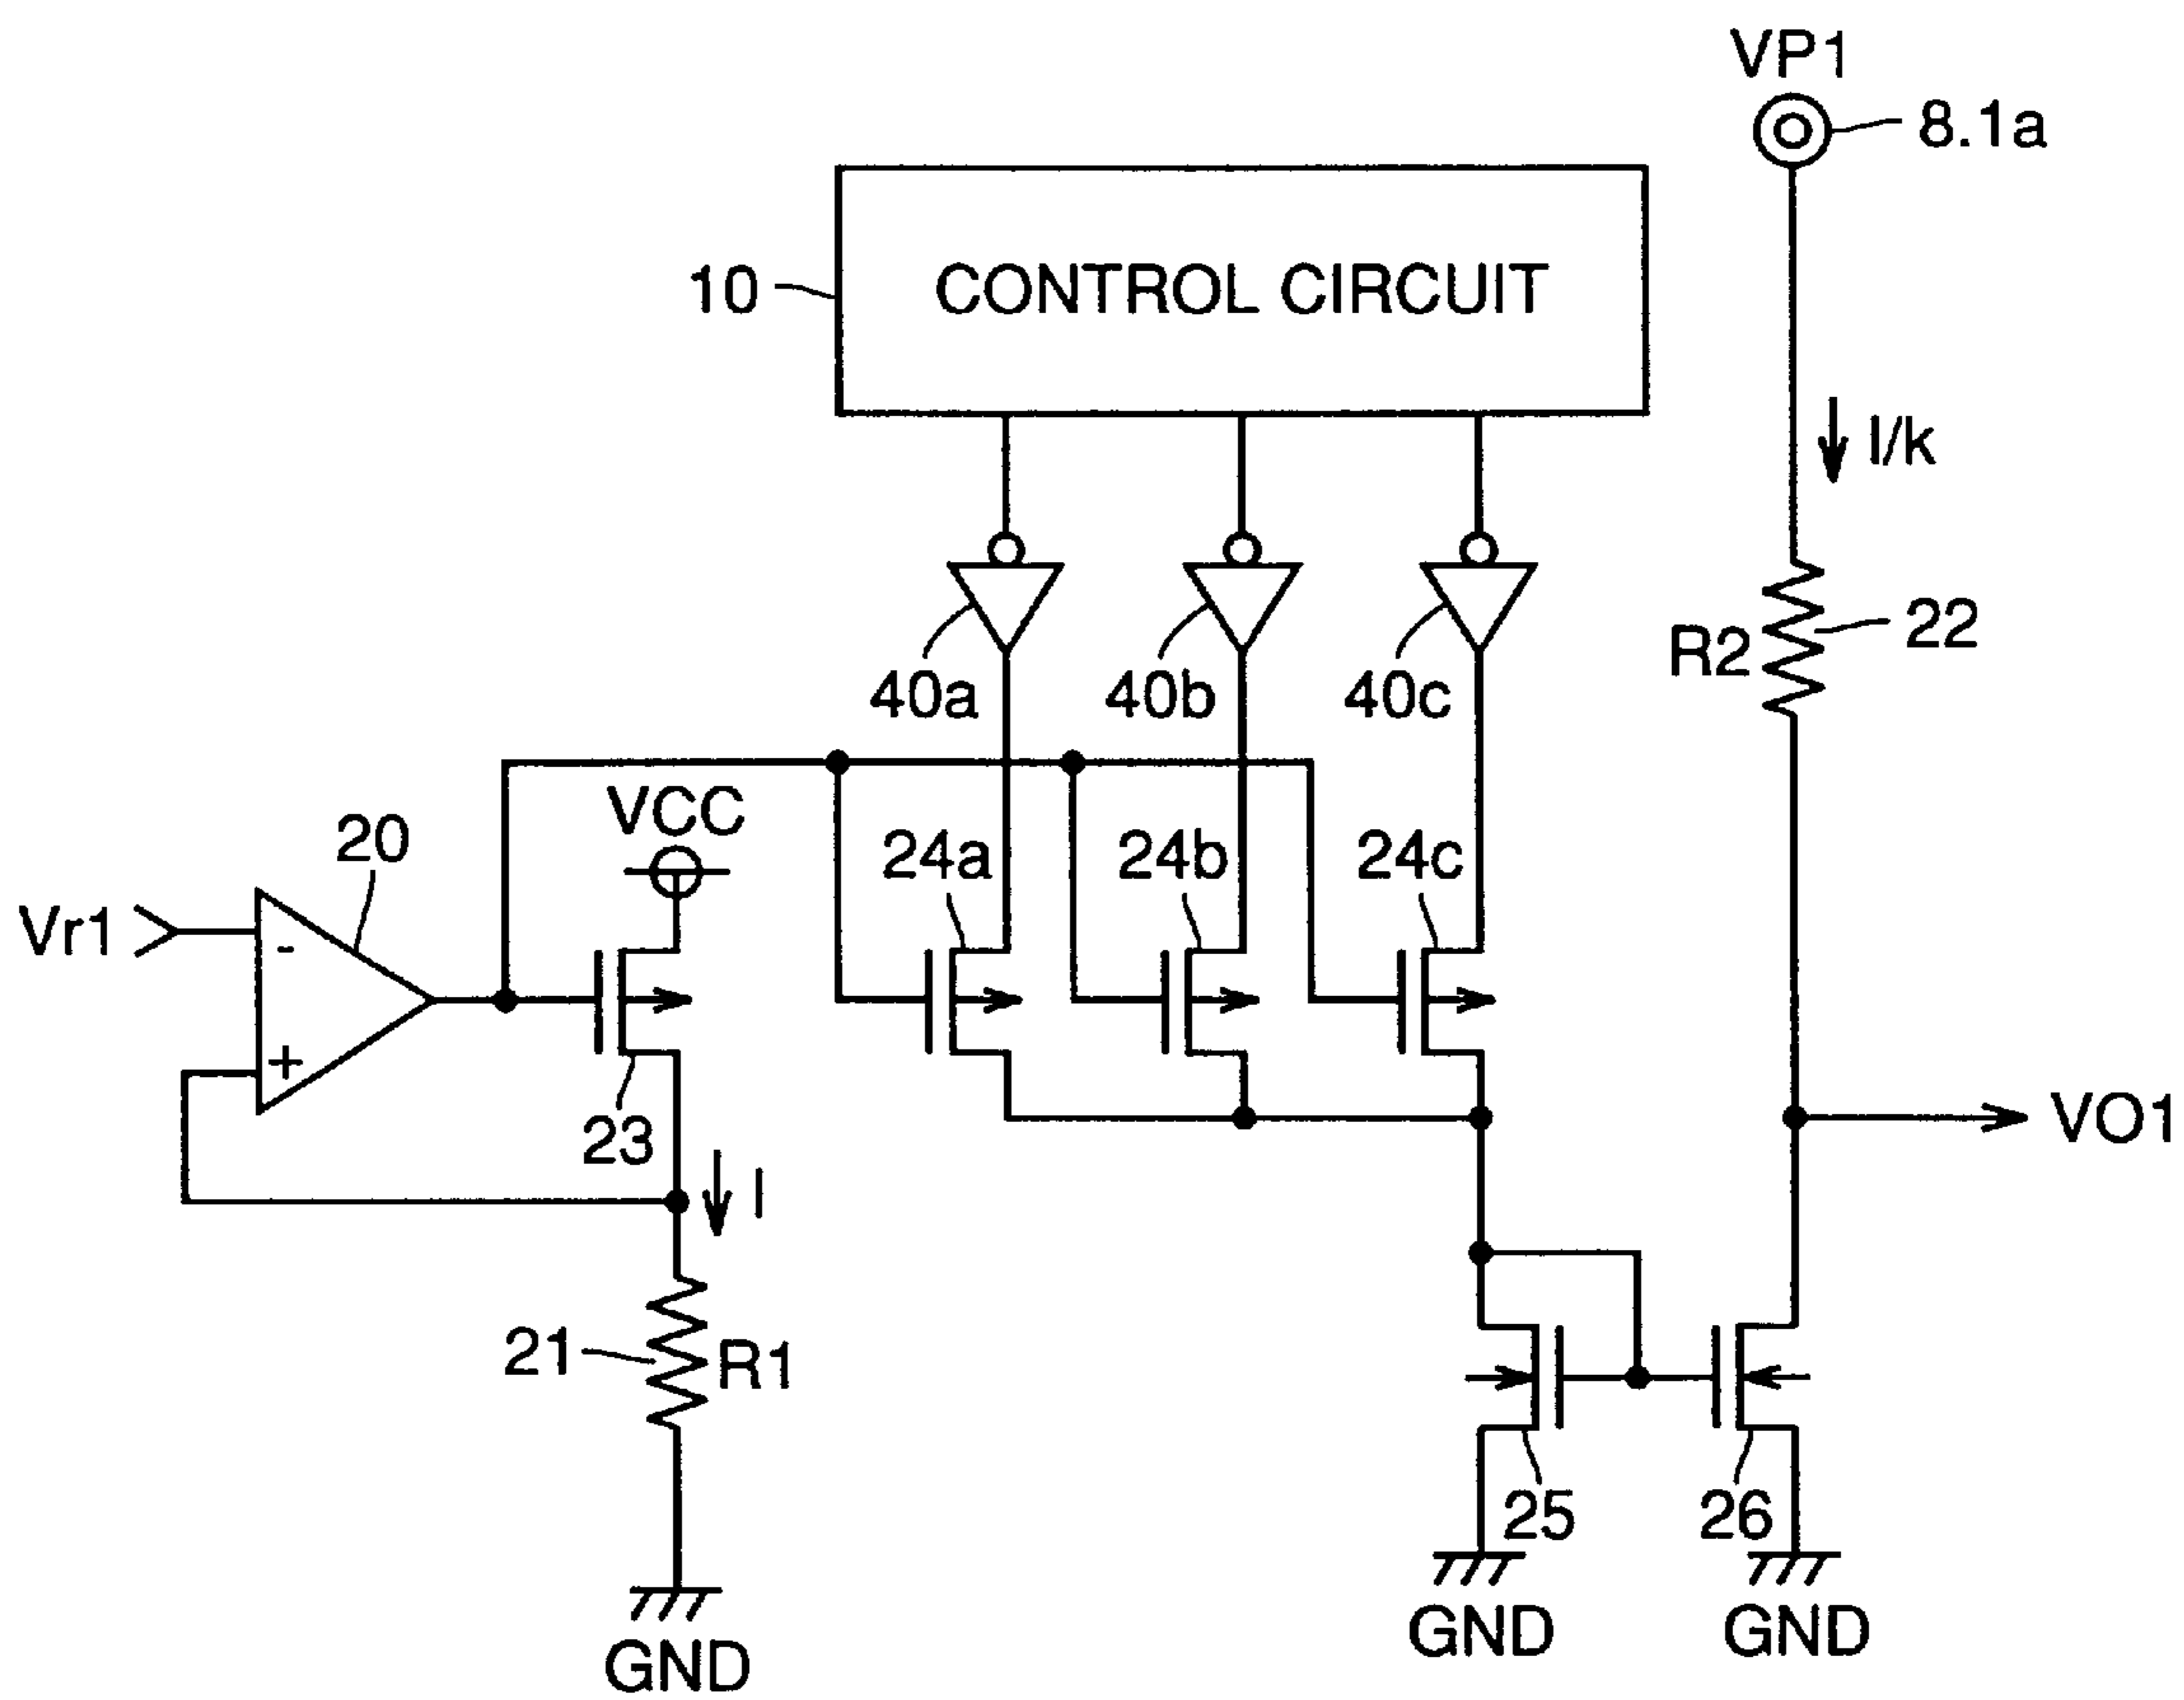 VP1
8.1a
10
CONTROL CIRCUIT
I/k
22
R2
40a
40b
40c
VCC
20
24a
24b
24c
Vr1
-
+
23
I
VO1
21
R1
25
26
GND
GND
GND